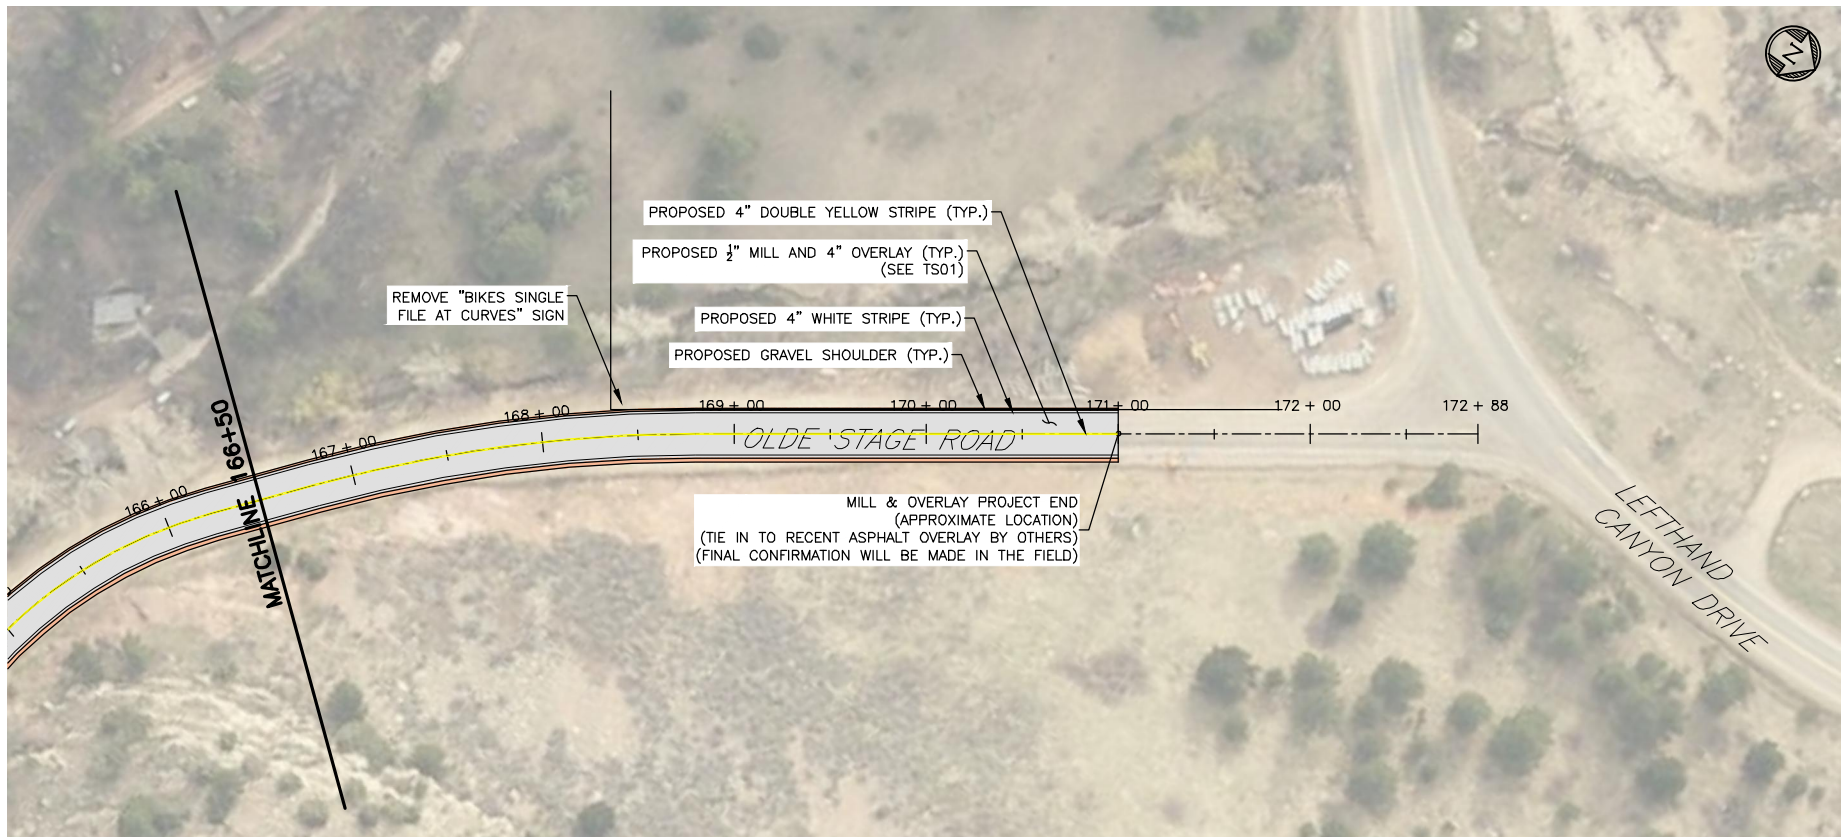 N
PROPOSED 4" DOUBLE YELLOW STRIPE (TYP.)
PROPOSED ½" MILL AND 4" OVERLAY (TYP.)
(SEE TS01)
REMOVE "BIKES SINGLE
FILE AT CURVES" SIGN
PROPOSED 4" WHITE STRIPE (TYP.)
PROPOSED GRAVEL SHOULDER (TYP.)
166 + 00
167 + 00
168 + 00
169 + 00
170 + 00
171 + 00
172 + 00
172 + 88
MATCHLINE 166+50
OLDE STAGE ROAD
MILL & OVERLAY PROJECT END
(APPROXIMATE LOCATION)
(TIE IN TO RECENT ASPHALT OVERLAY BY OTHERS)
(FINAL CONFIRMATION WILL BE MADE IN THE FIELD)
LEFTHAND
CANYON DRIVE